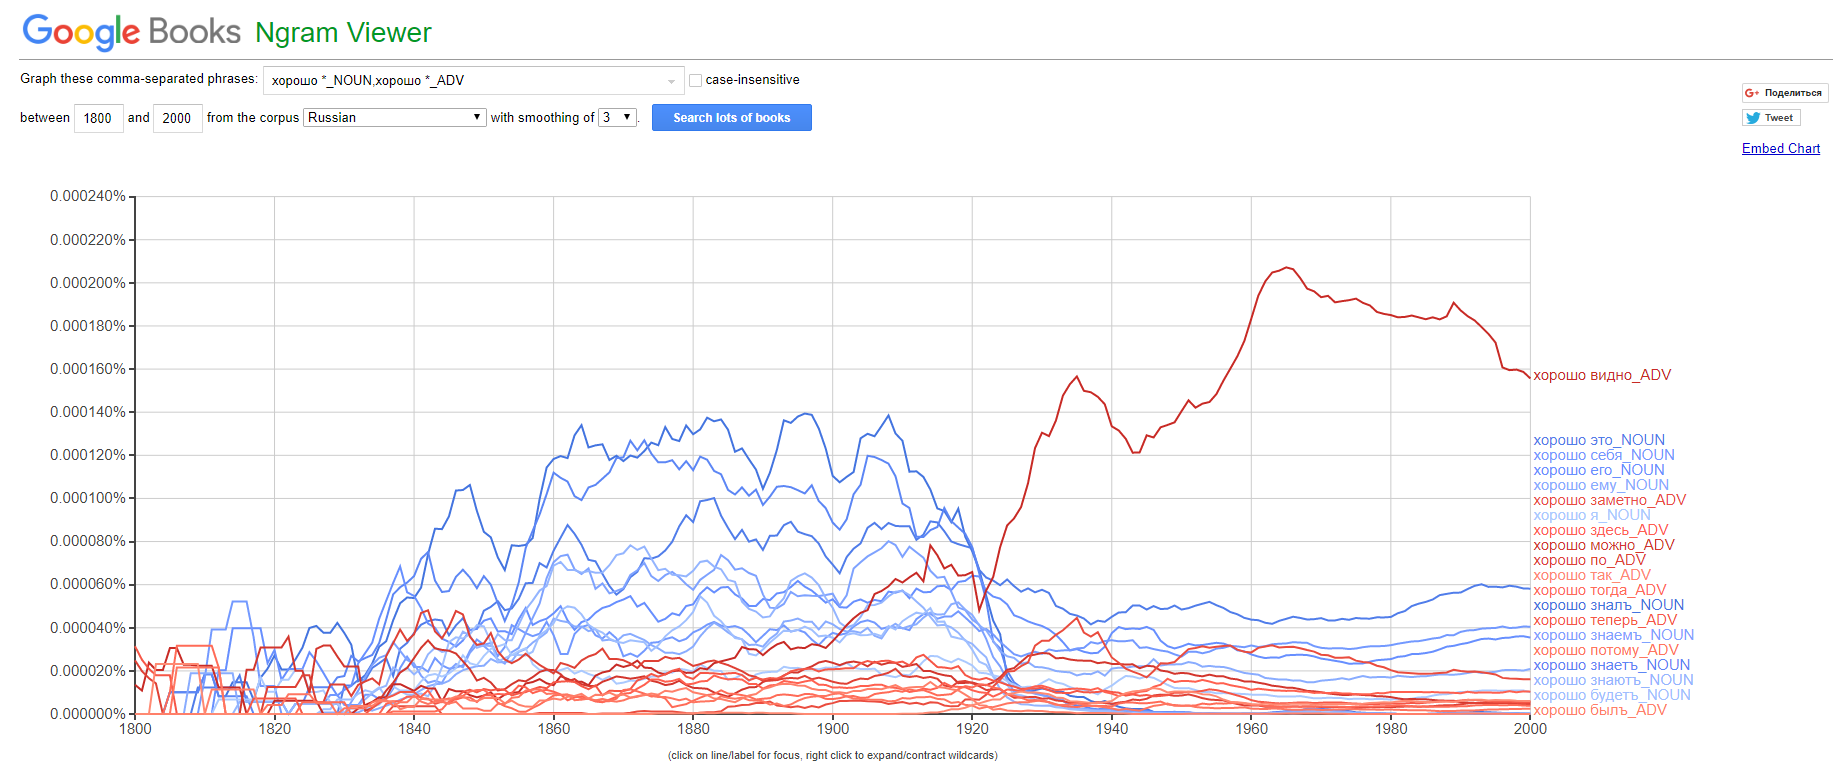 Google Books Ngram Viewer
Graph these comma-separated phrases: хорошо *_NOUN,хорошо *_ADV case-insensitive
between 1800 and 2000 from the corpus Russian with smoothing of 3 . Search lots of books
G+ Поделиться
Tweet
Embed Chart
0.000240%
0.000220%
0.000200%
0.000180%
0.000160%
0.000140%
0.000120%
0.000100%
0.000080%
0.000060%
0.000040%
0.000020%
0.000000%
1800 1820 1840 1860 1880 1900 1920 1940 1960 1980 2000
хорошо видно_ADV
хорошо это_NOUN
хорошо себя_NOUN
хорошо его_NOUN
хорошо ему_NOUN
хорошо заметно_ADV
хорошо я_NOUN
хорошо здесь_ADV
хорошо можно_ADV
хорошо по_ADV
хорошо так_ADV
хорошо тогда_ADV
хорошо зналъ_NOUN
хорошо теперь_ADV
хорошо знаемъ_NOUN
хорошо потому_ADV
хорошо знаетъ_NOUN
хорошо знаютъ_NOUN
хорошо будетъ_NOUN
хорошо былъ_ADV
(click on line/label for focus, right click to expand/contract wildcards)